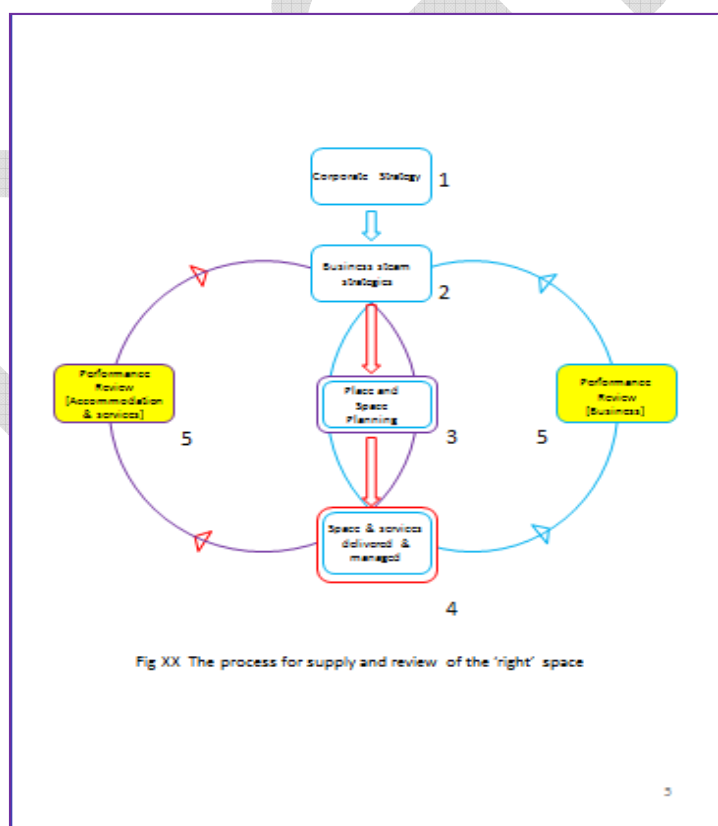 Corporate Strategy
1
Business steam
strategies
2
Performance
Review
[Accommodation
& services]
5
Place and
Space
Planning
3
Performance
Review
[Business]
5
Space & services
delivered &
managed
4
Fig XX The process for supply and review of the 'right' space
5